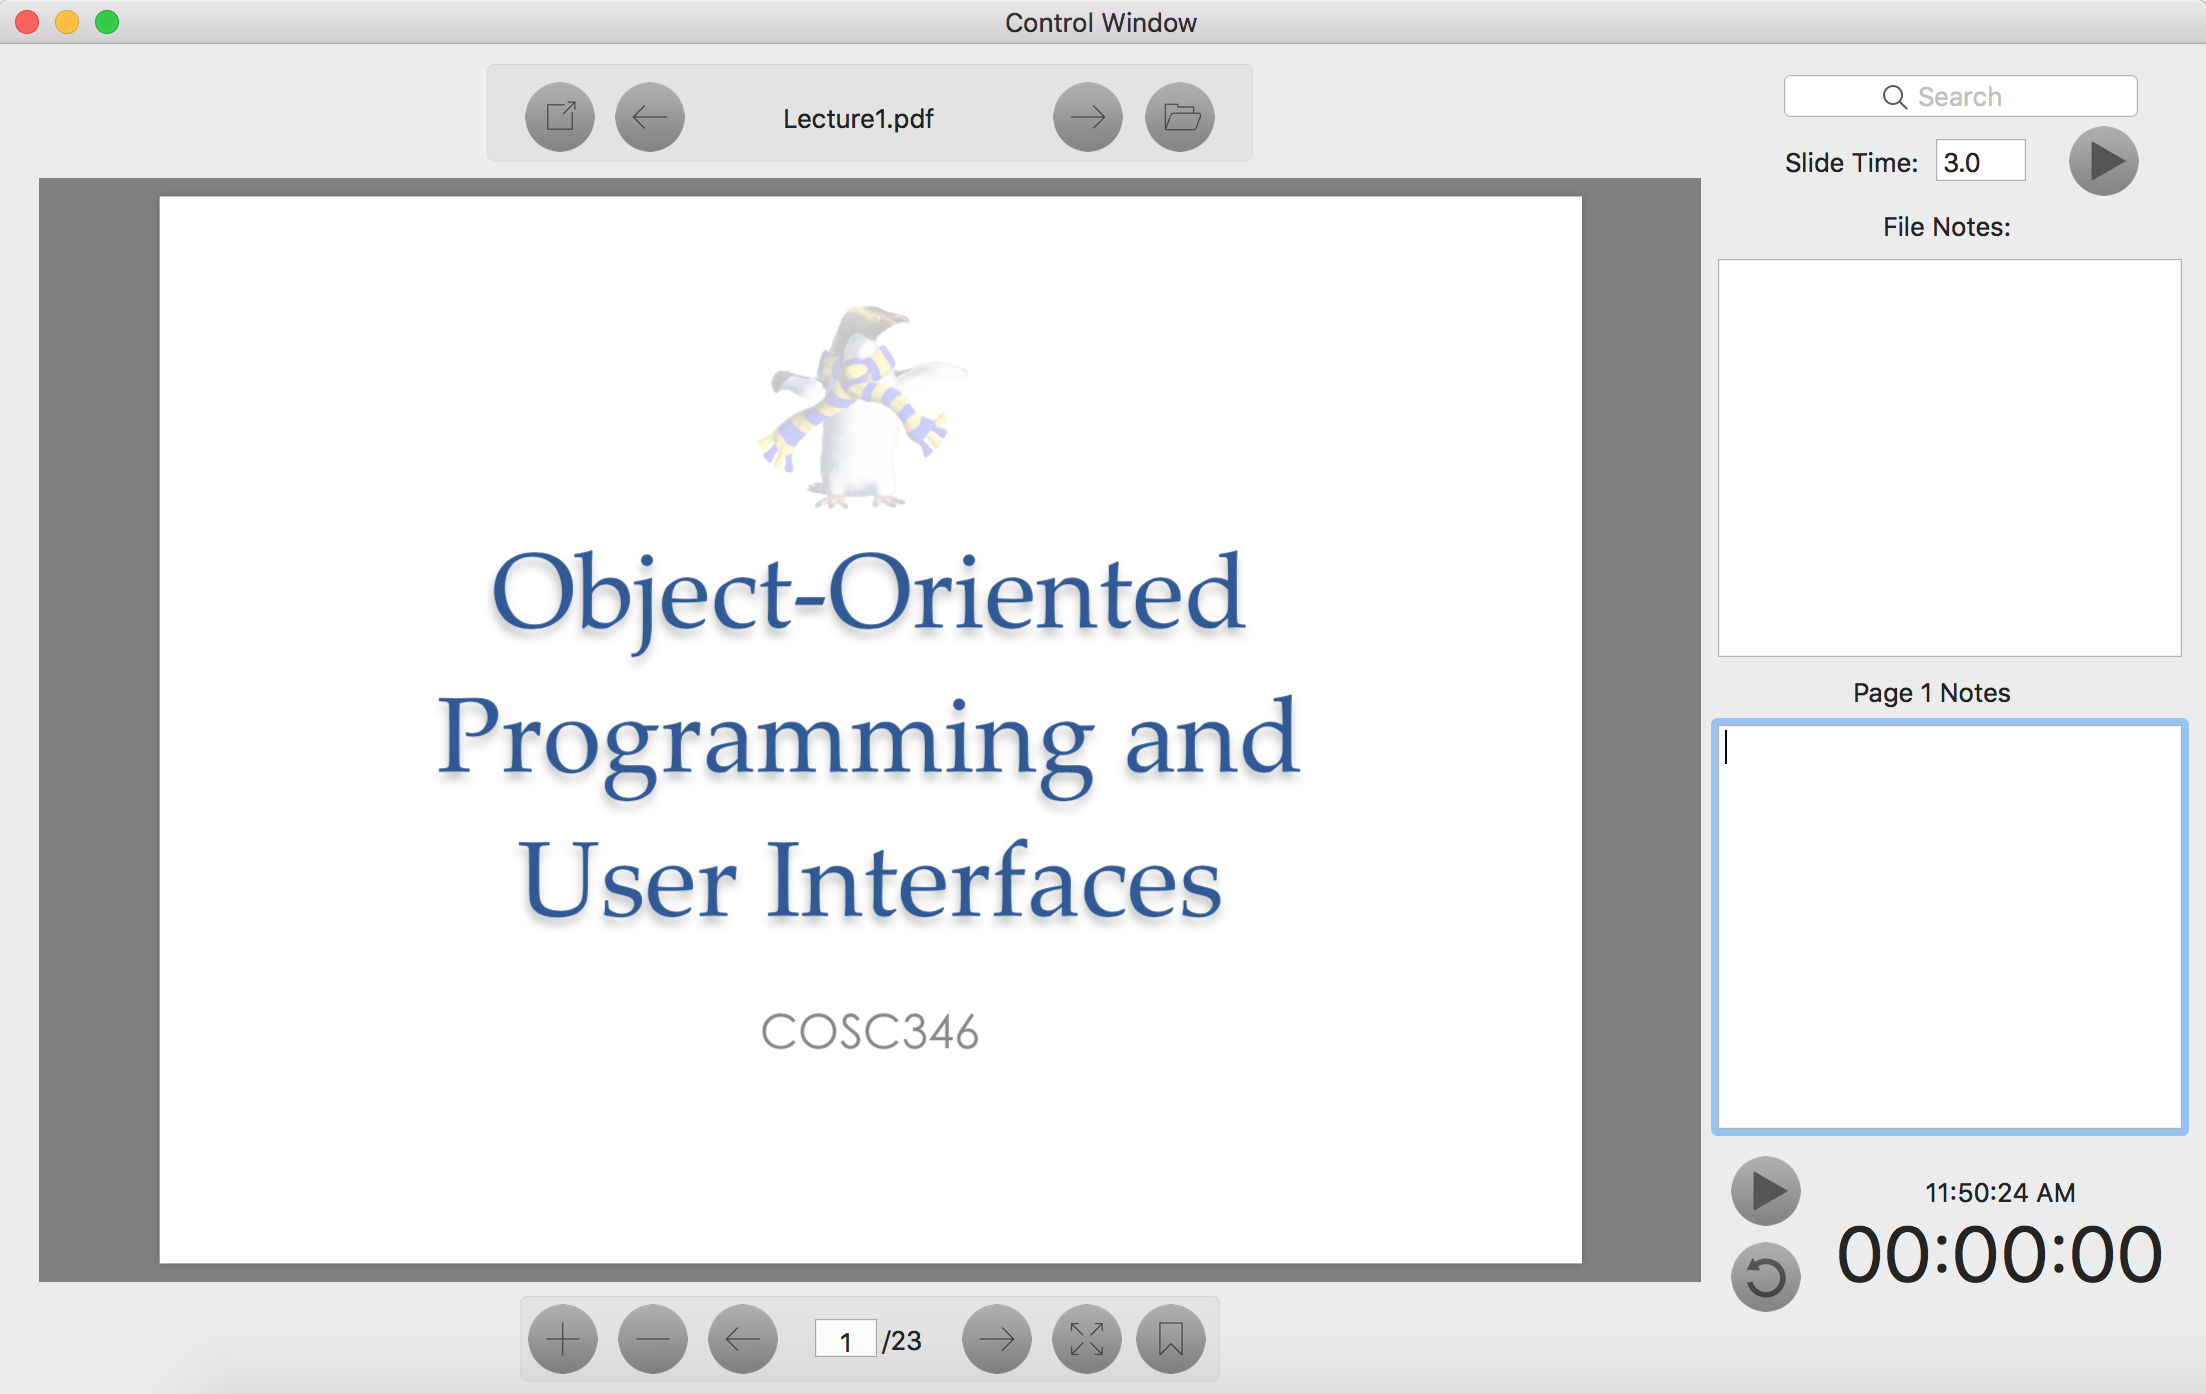 Control Window
Lecture1.pdf
Search
Slide Time: 3.0
File Notes:
Object-Oriented
Programming and
User Interfaces
COSC346
Page 1 Notes
11:50:24 AM
00:00:00
1 /23